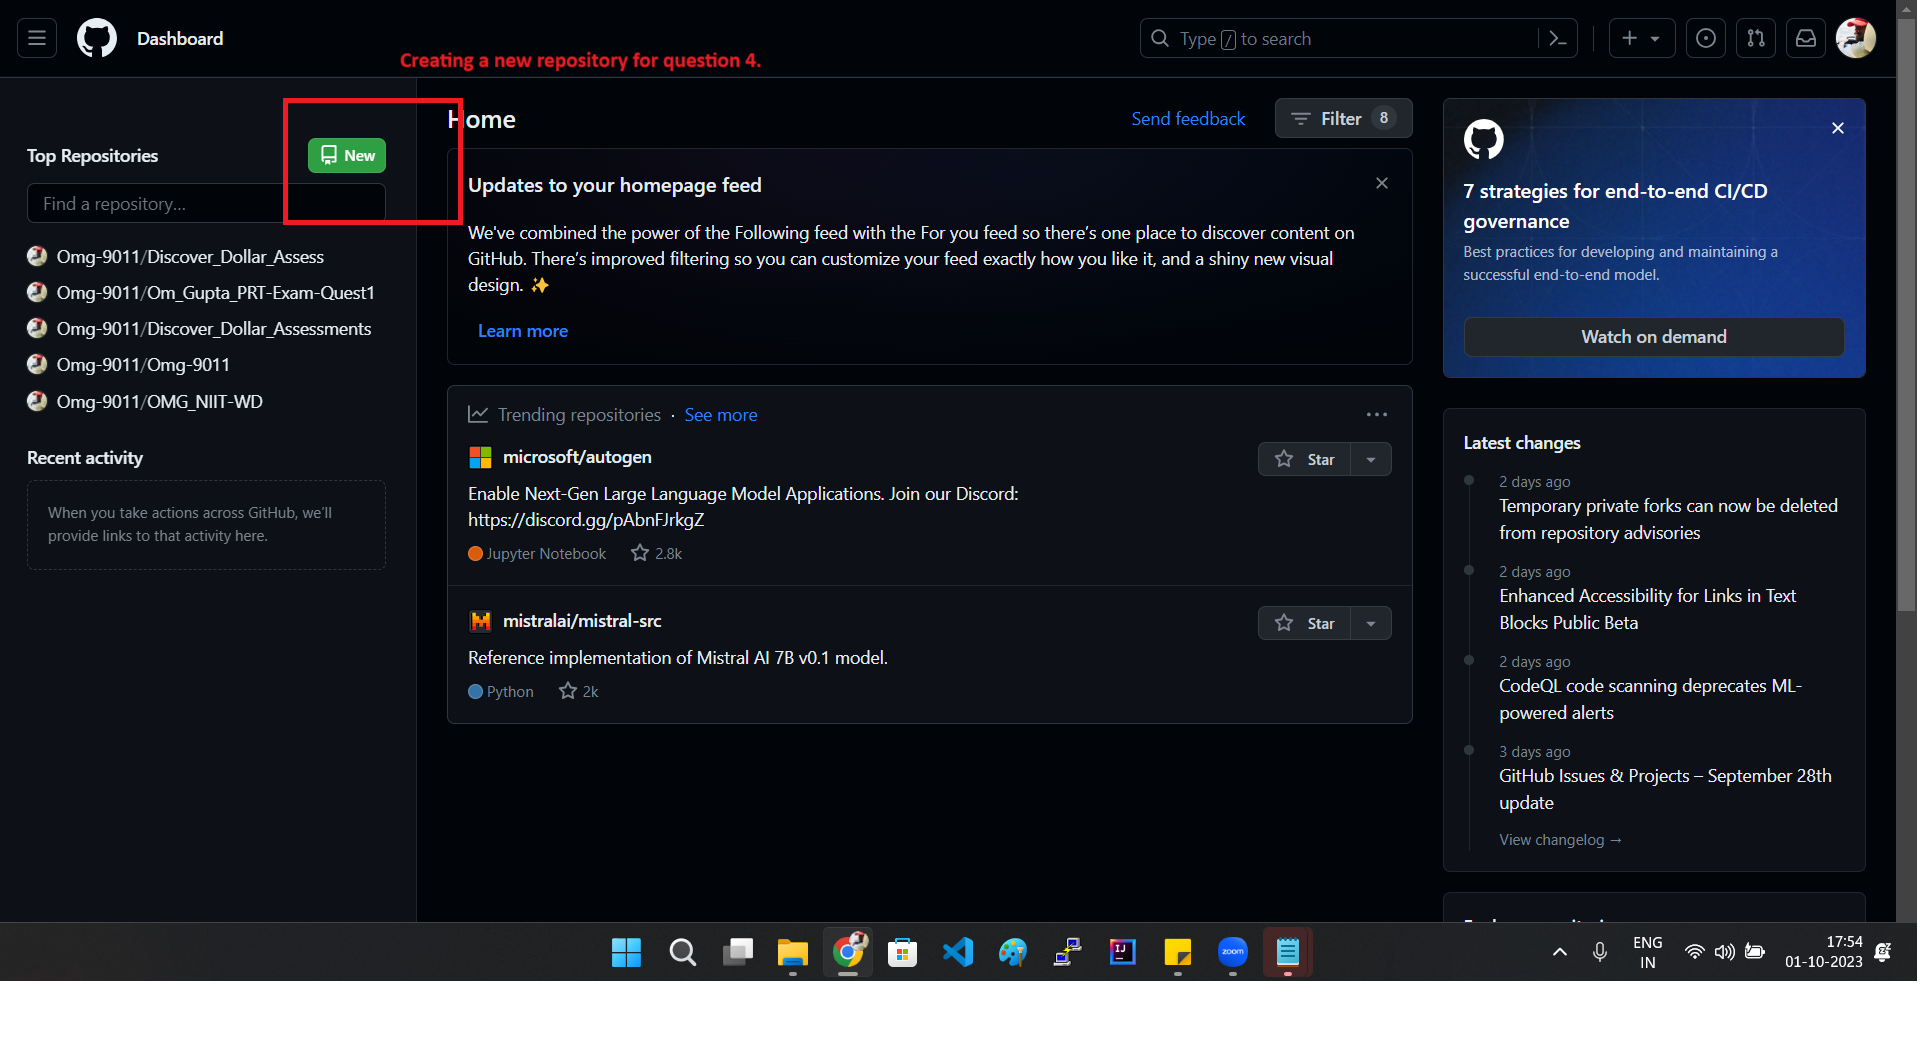 Dashboard
Type / to search
Creating a new repository for question 4.
Top Repositories
New
Find a repository...
Omg-9011/Discover_Dollar_Assess
Omg-9011/Om_Gupta_PRT-Exam-Quest1
Omg-9011/Discover_Dollar_Assessments
Omg-9011/Omg-9011
Omg-9011/OMG_NIIT-WD
Recent activity
When you take actions across GitHub, we'll
provide links to that activity here.
Home
Send feedback
Filter 8
Updates to your homepage feed
We've combined the power of the Following feed with the For you feed so there's one place to discover content on
GitHub. There's improved filtering so you can customize your feed exactly how you like it, and a shiny new visual
design. ✨
Learn more
Trending repositories · See more
microsoft/autogen
Star
Enable Next-Gen Large Language Model Applications. Join our Discord:
https://discord.gg/pAbnFJrkgZ
Jupyter Notebook 2.8k
mistralai/mistral-src
Star
Reference implementation of Mistral AI 7B v0.1 model.
Python 2k
7 strategies for end-to-end CI/CD
governance
Best practices for developing and maintaining a
successful end-to-end model.
Watch on demand
Latest changes
2 days ago
Temporary private forks can now be deleted
from repository advisories
2 days ago
Enhanced Accessibility for Links in Text
Blocks Public Beta
2 days ago
CodeQL code scanning deprecates ML-
powered alerts
3 days ago
GitHub Issues & Projects – September 28th
update
View changelog →
IJ
zoom
ENG
IN
17:54
01-10-2023